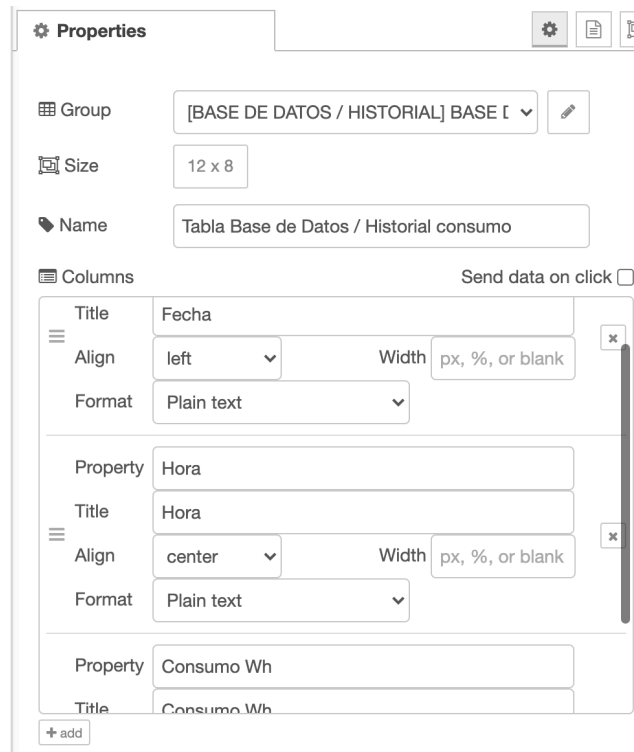 Properties
Group [BASE DE DATOS / HISTORIAL] BASE
Size 12 x 8
Name Tabla Base de Datos / Historial consumo
Columns Send data on click
Title Fecha
Align left Width px, %, or blank
Format Plain text
Property Hora
Title Hora
Align center Width px, %, or blank
Format Plain text
Property Consumo Wh
Title Consumo Wh
+ add